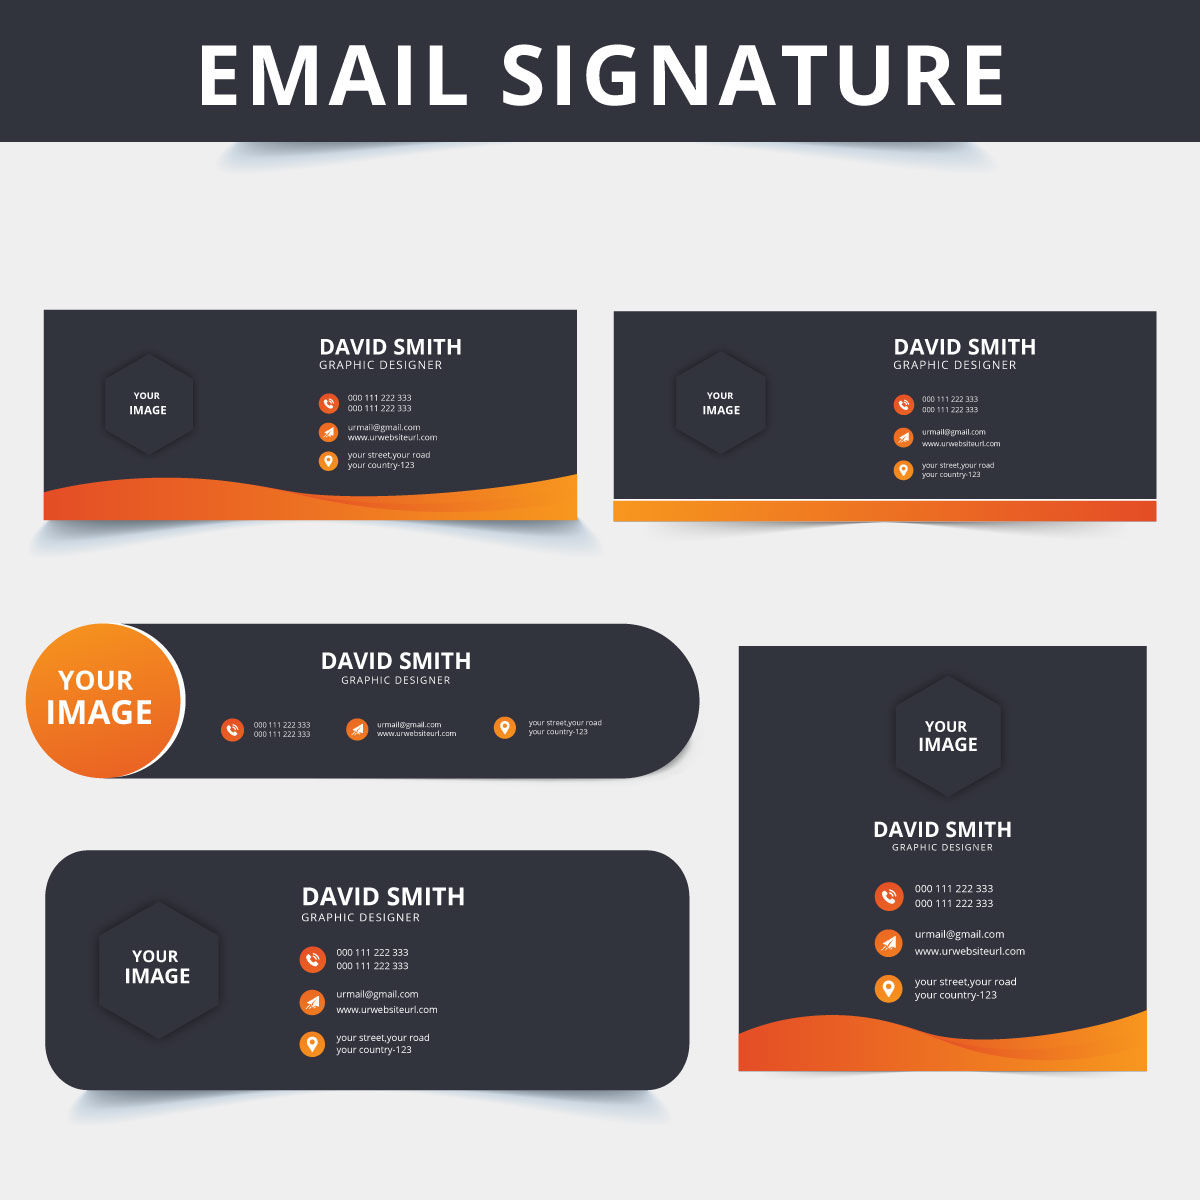 EMAIL SIGNATURE
YOUR
IMAGE
DAVID SMITH
GRAPHIC DESIGNER
000 111 222 333
000 111 222 333
urmail@gmail.com
www.urwebsiteurl.com
your street,your road
your country-123
YOUR
IMAGE
DAVID SMITH
GRAPHIC DESIGNER
000 111 222 333
000 111 222 333
urmail@gmail.com
www.urwebsiteurl.com
your street,your road
your country-123
YOUR
IMAGE
DAVID SMITH
GRAPHIC DESIGNER
000 111 222 333
000 111 222 333
urmail@gmail.com
www.urwebsiteurl.com
your street,your road
your country-123
YOUR
IMAGE
DAVID SMITH
GRAPHIC DESIGNER
000 111 222 333
000 111 222 333
urmail@gmail.com
www.urwebsiteurl.com
your street,your road
your country-123
YOUR
IMAGE
DAVID SMITH
GRAPHIC DESIGNER
000 111 222 333
000 111 222 333
urmail@gmail.com
www.urwebsiteurl.com
your street,your road
your country-123